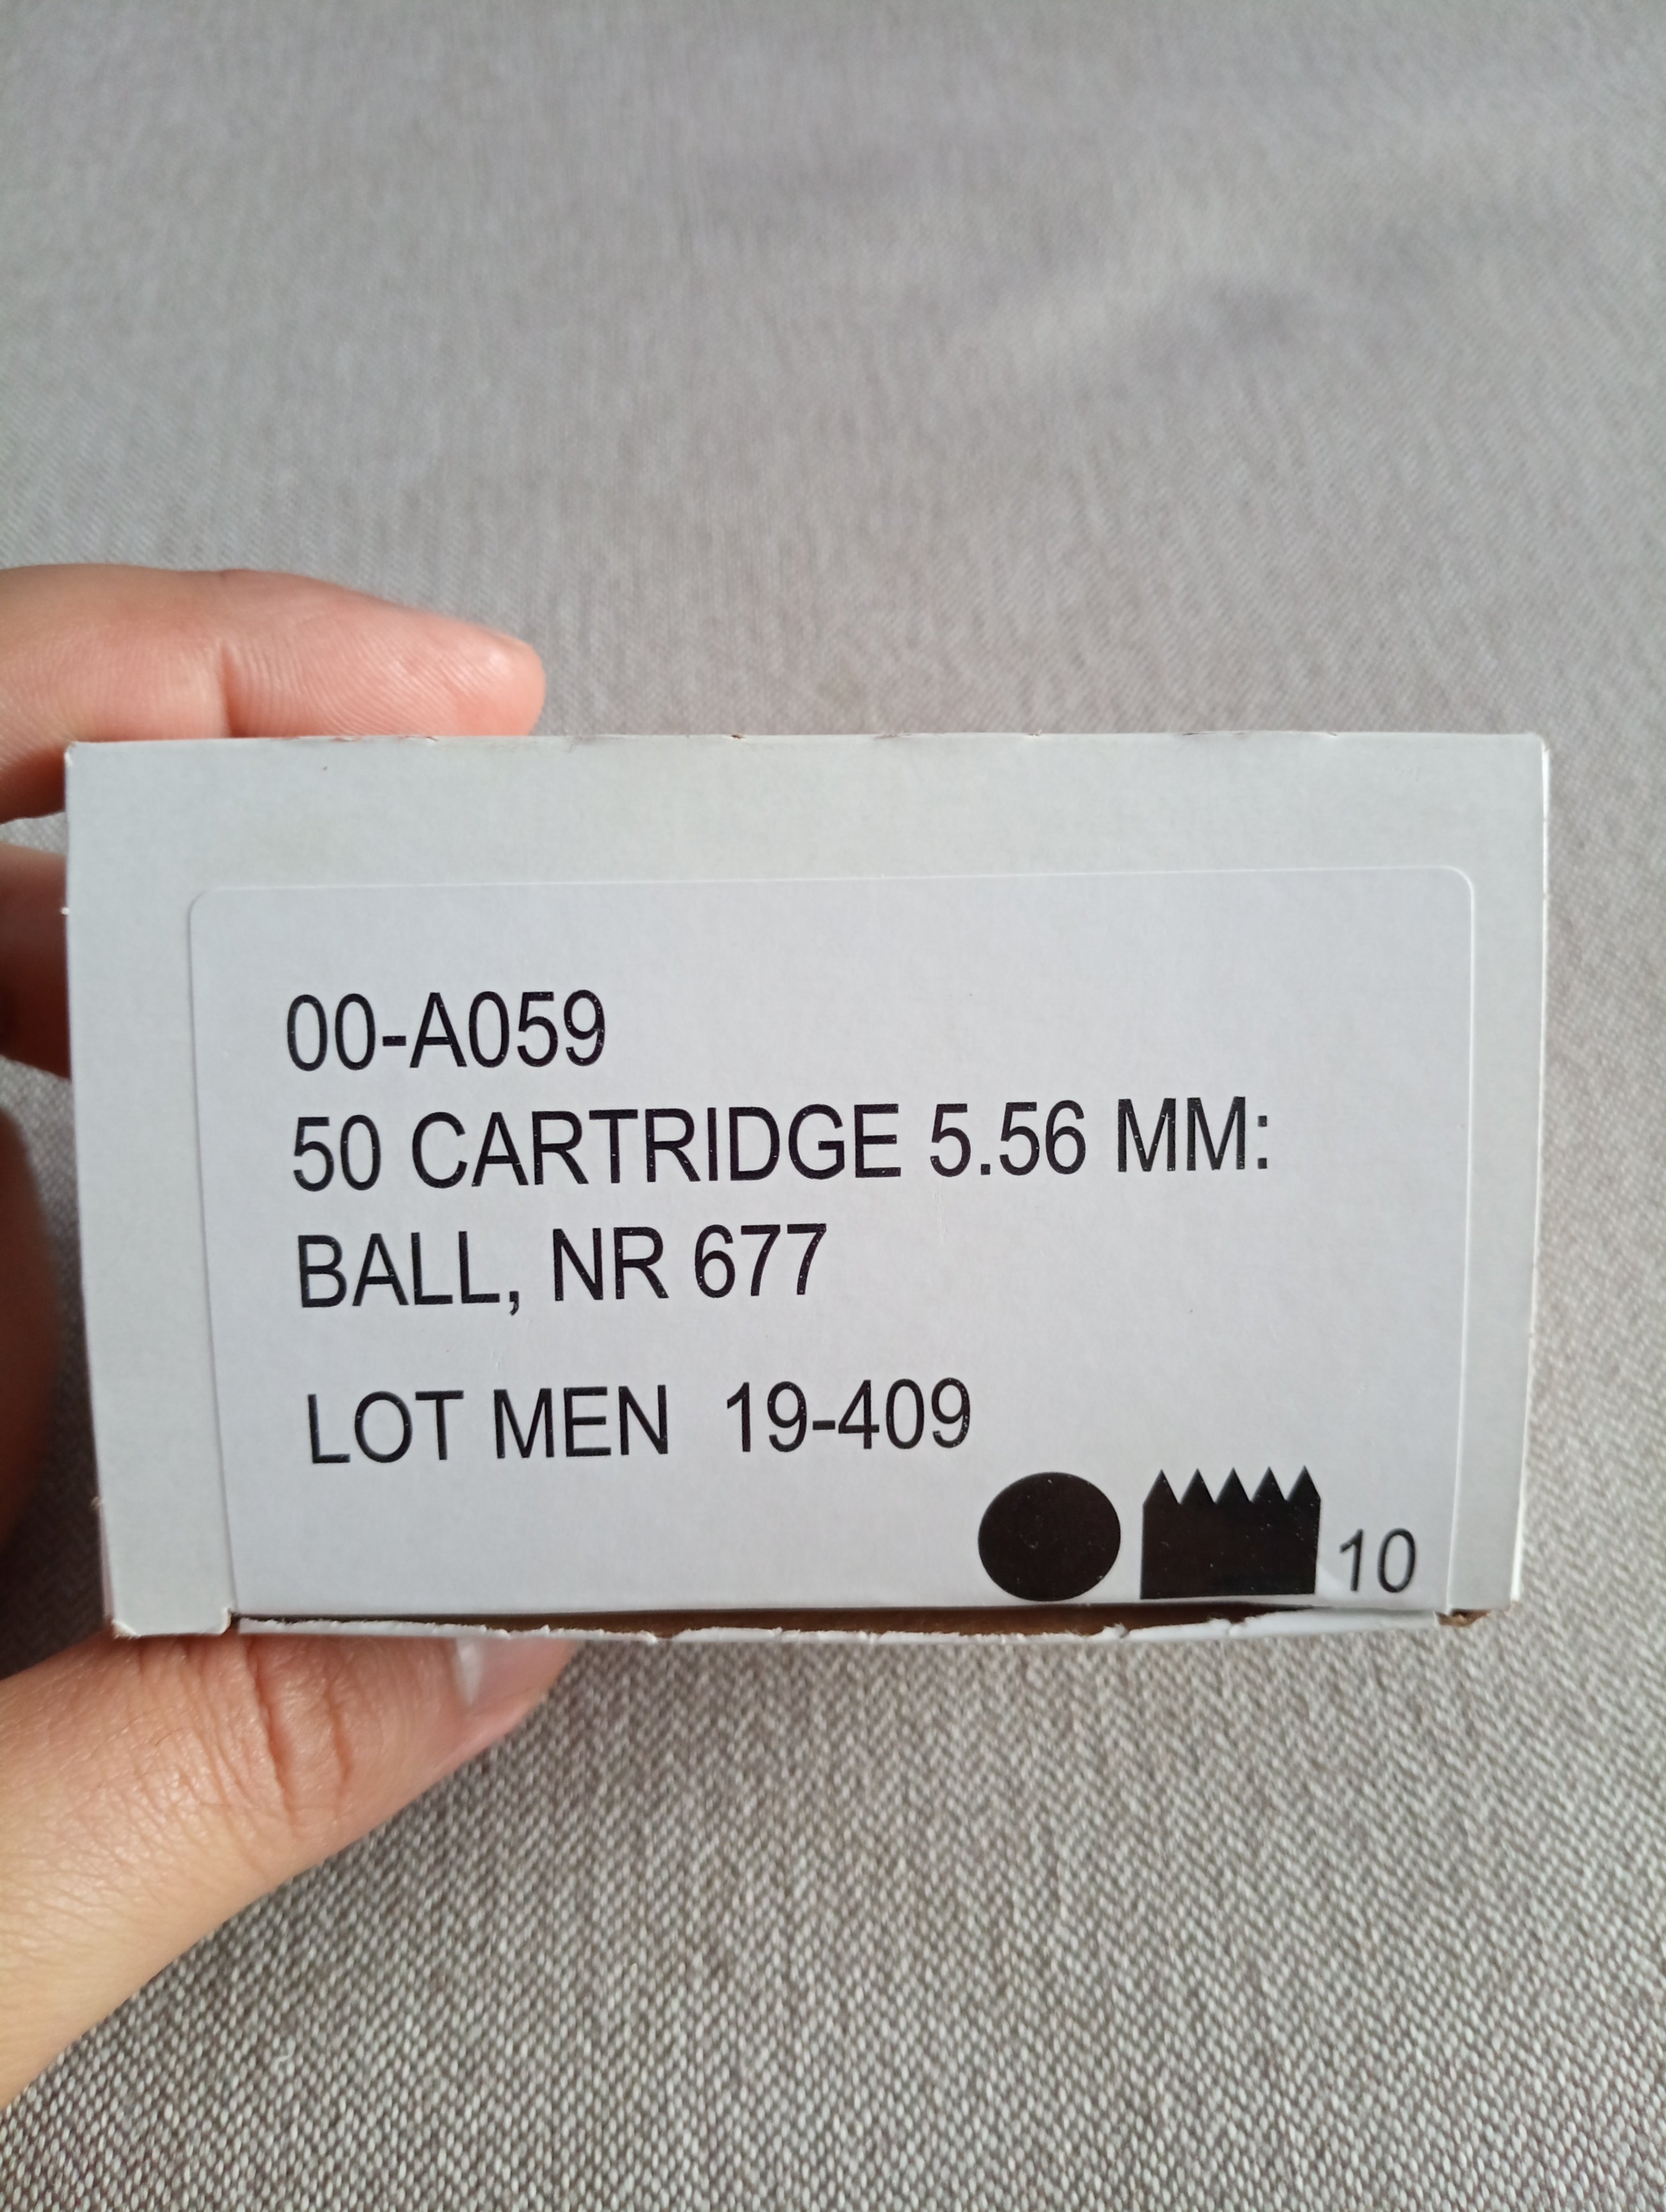 00-A059
50 CARTRIDGE 5.56 MM:
BALL, NR 677
LOT MEN 19-409
10